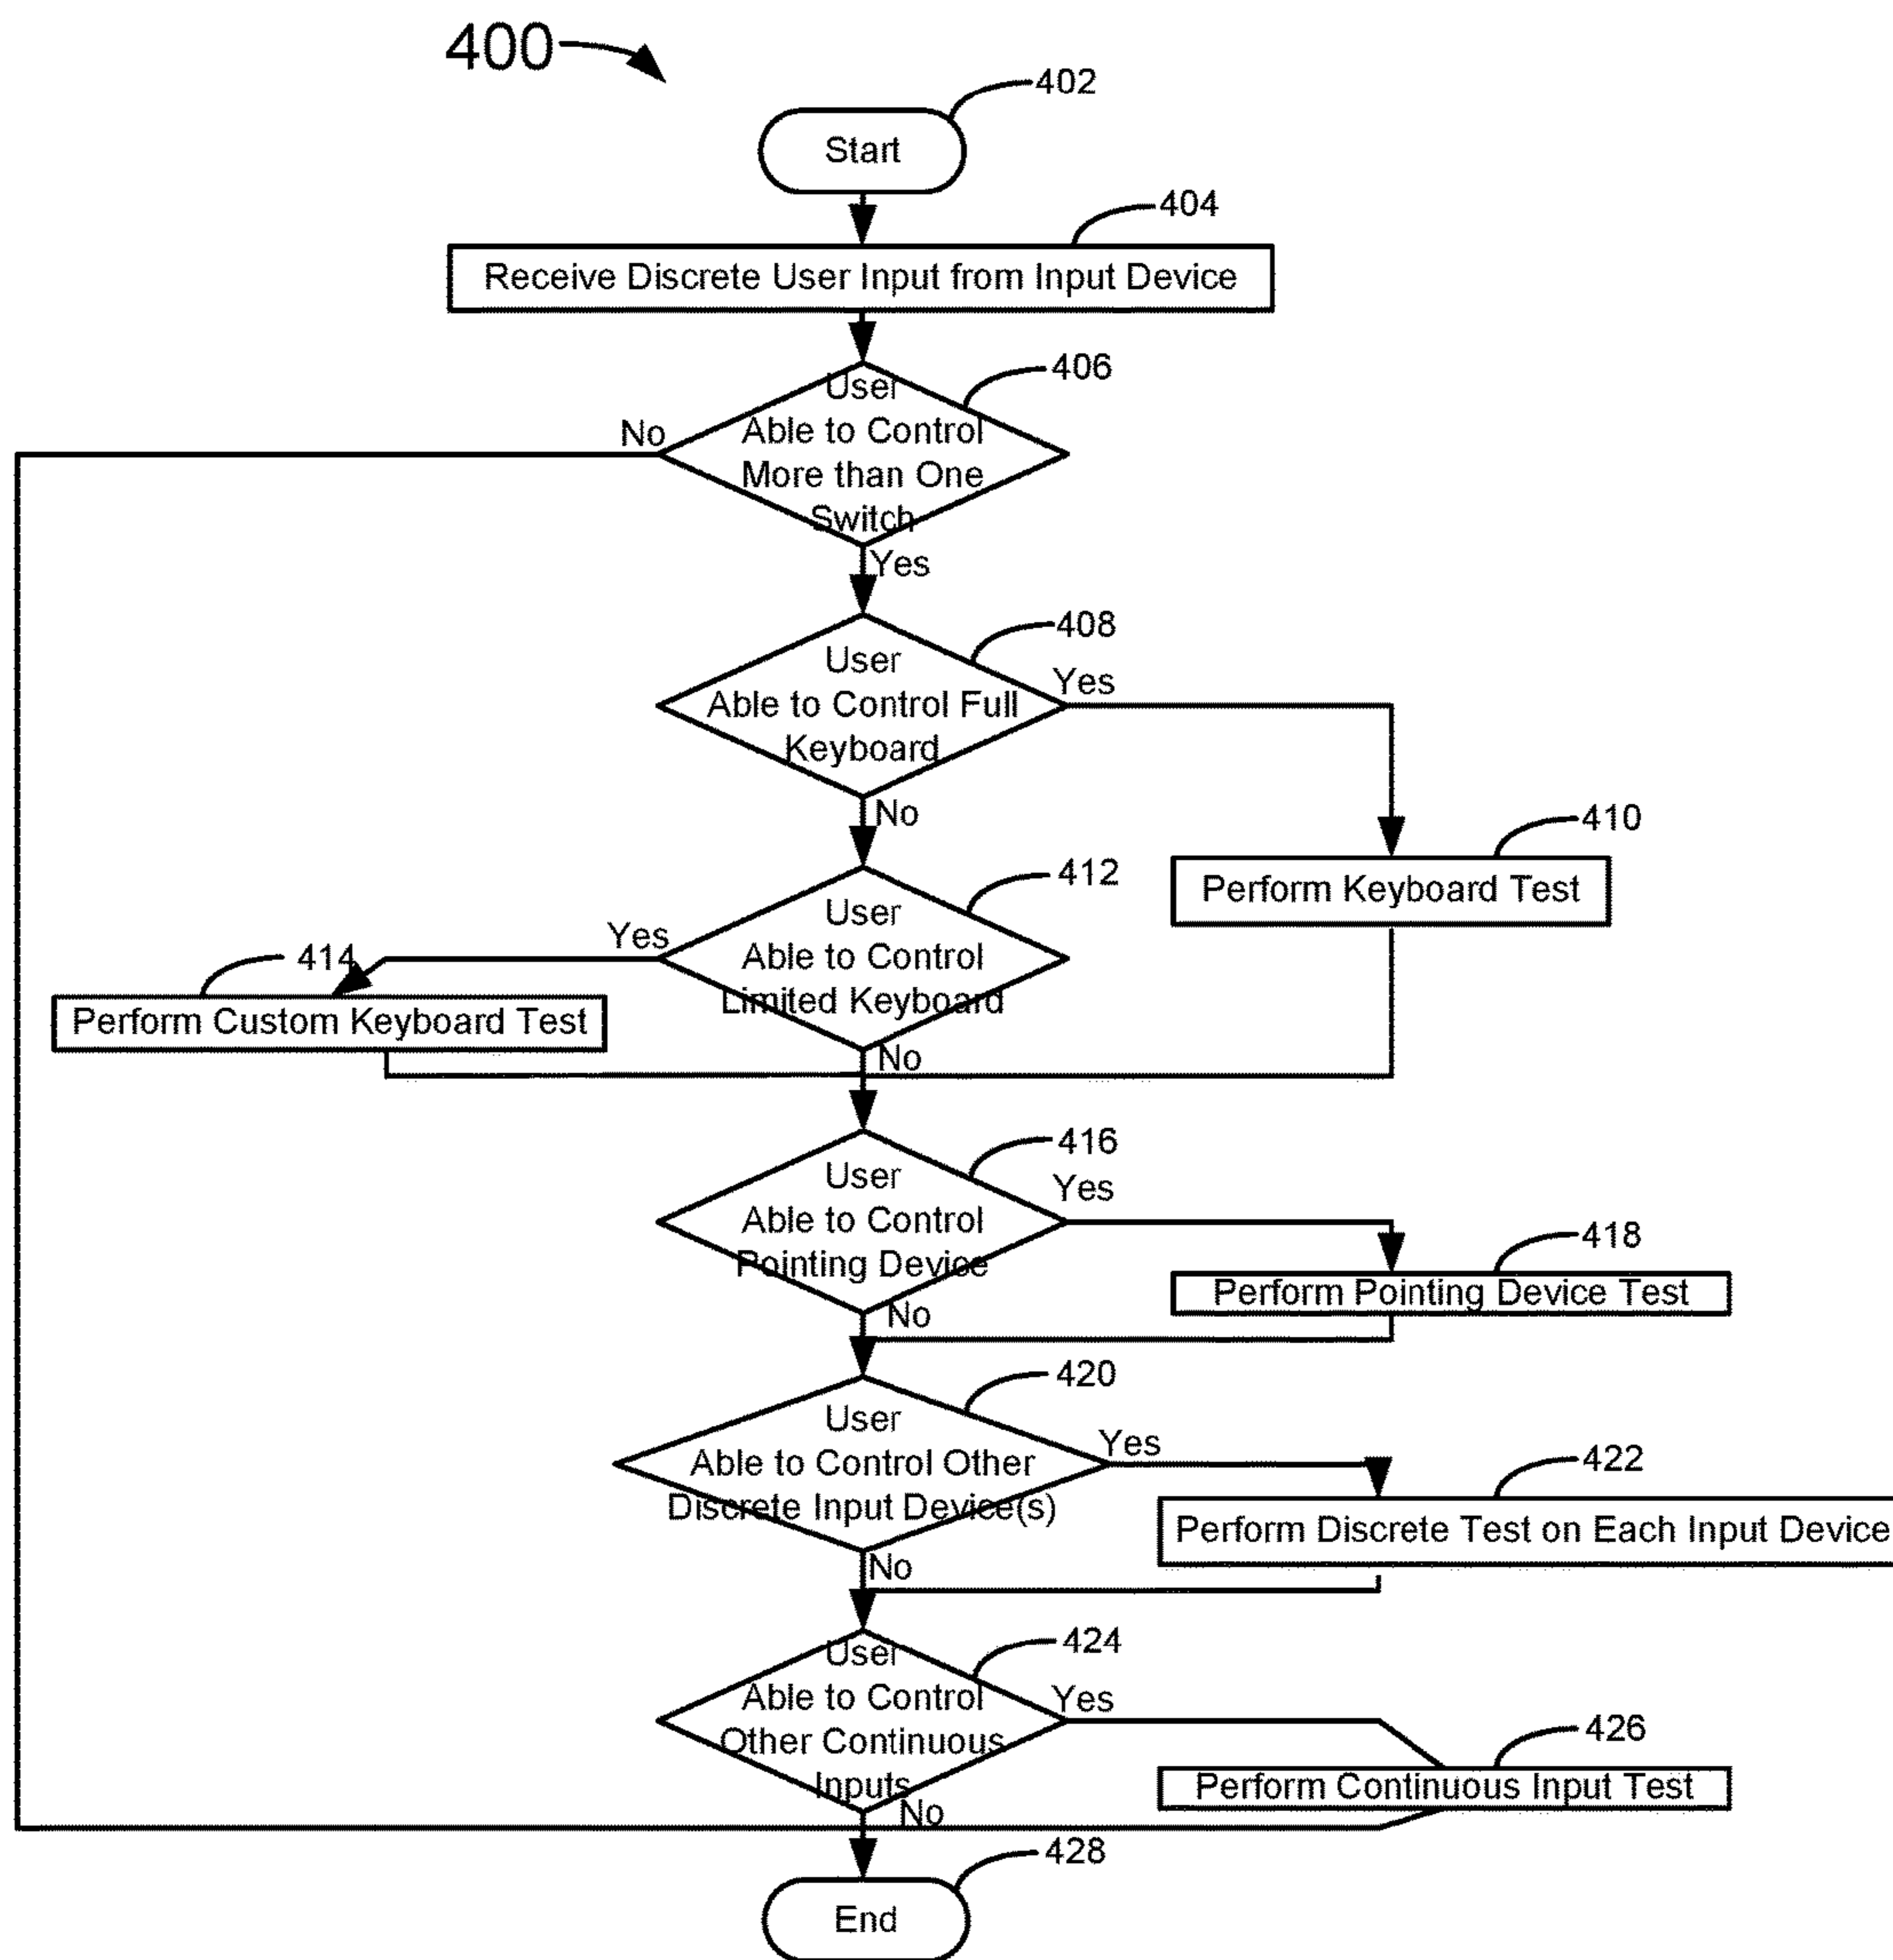 400
402
Start
404
Receive Discrete User Input from Input Device
406
User
Able to Control
More than One
Switch
No
Yes
408
User
Able to Control Full
Keyboard
Yes
No
410
Perform Keyboard Test
412
User
Able to Control
Limited Keyboard
Yes
414
Perform Custom Keyboard Test
No
416
User
Able to Control
Pointing Device
Yes
418
Perform Pointing Device Test
No
420
User
Able to Control Other
Discrete Input Device(s)
Yes
422
Perform Discrete Test on Each Input Device
No
424
User
Able to Control
Other Continuous
Inputs
Yes
426
Perform Continuous Input Test
No
428
End